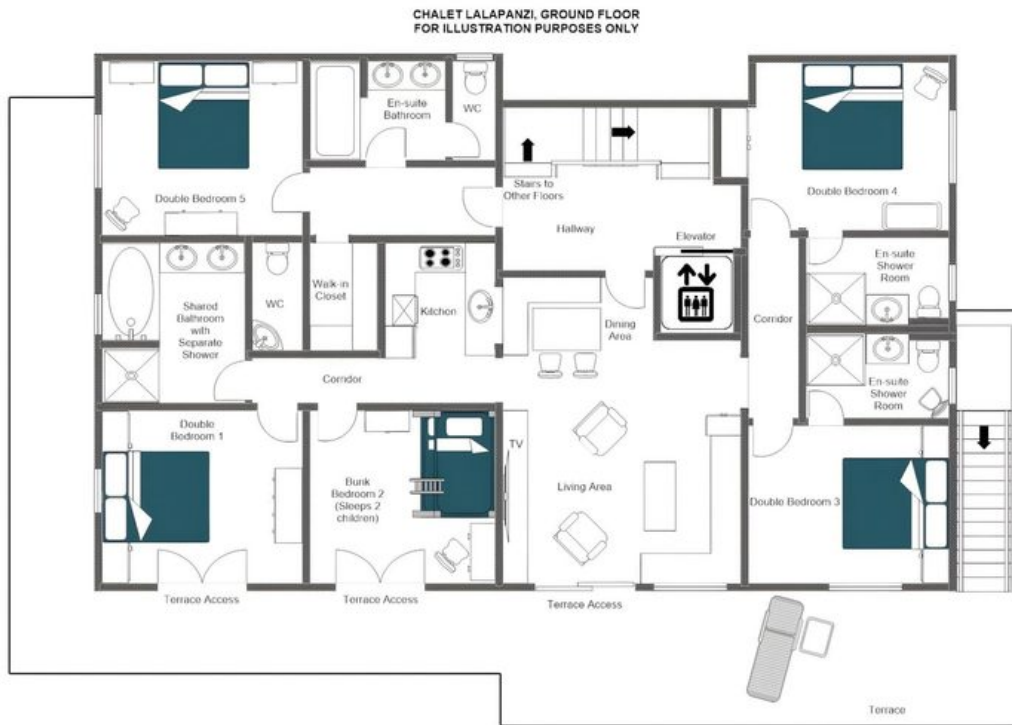 CHALET LALAPANZI, GROUND FLOOR
FOR ILLUSTRATION PURPOSES ONLY
En-suite
Bathroom
WC
Double Bedroom 5
Stairs to
Other Floors
Double Bedroom 4
Hallway
Elevator
En-suite
Shower
Room
Shared
Bathroom
with
Separate
Shower
WC
Walk-in
Closet
Kitchen
Dining
Area
Corridor
En-suite
Shower
Room
Corridor
Double
Bedroom 1
TV
Bunk
Bedroom 2
(Sleeps 2
children)
Living Area
Double Bedroom 3
Terrace Access
Terrace Access
Terrace Access
Terrace